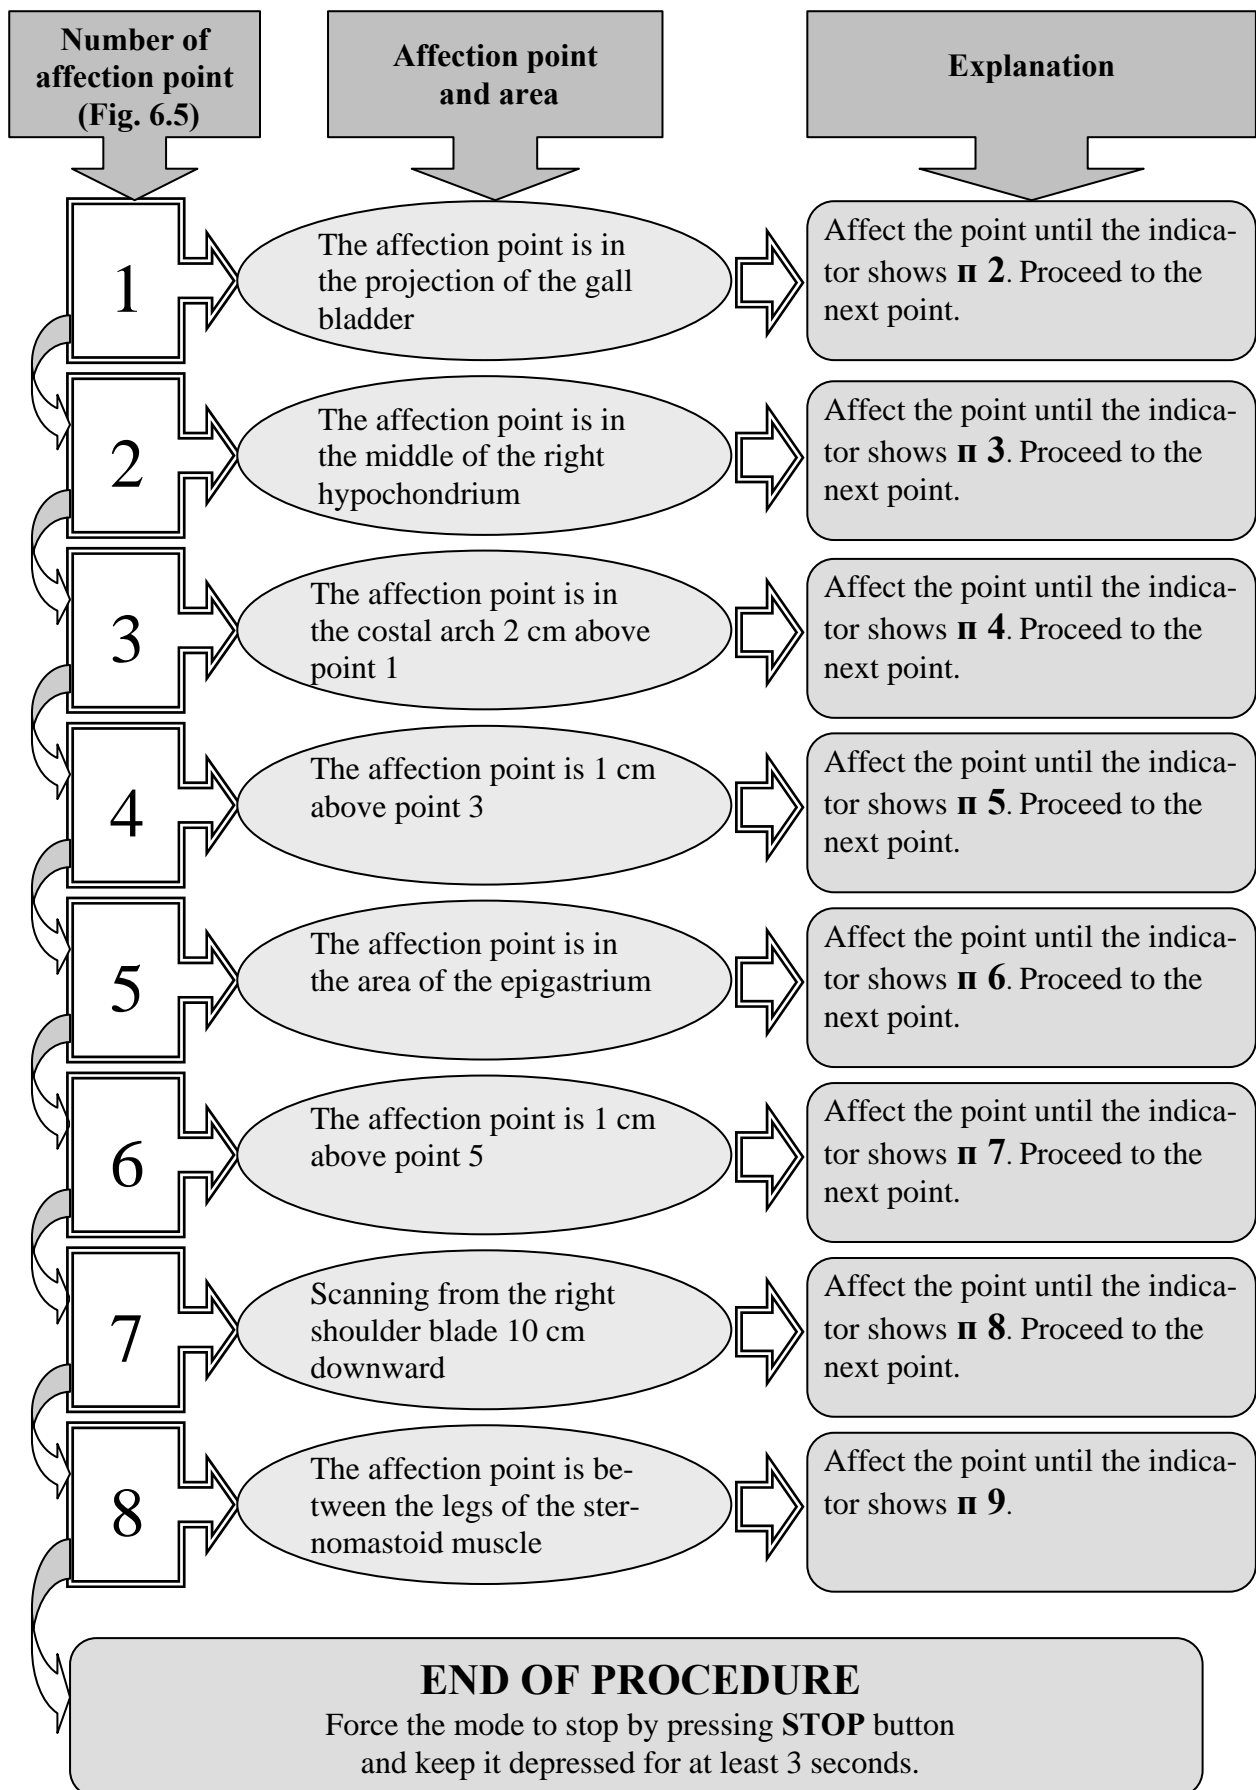 Number of
affection point
(Fig. 6.5)
Affection point
and area
Explanation
1
The affection point is in
the projection of the gall
bladder
Affect the point until the indica-
tor shows п 2. Proceed to the
next point.
2
The affection point is in
the middle of the right
hypochondrium
Affect the point until the indica-
tor shows п 3. Proceed to the
next point.
3
The affection point is in
the costal arch 2 cm above
point 1
Affect the point until the indica-
tor shows п 4. Proceed to the
next point.
4
The affection point is 1 cm
above point 3
Affect the point until the indica-
tor shows п 5. Proceed to the
next point.
5
The affection point is in
the area of the epigastrium
Affect the point until the indica-
tor shows п 6. Proceed to the
next point.
6
The affection point is 1 cm
above point 5
Affect the point until the indica-
tor shows п 7. Proceed to the
next point.
7
Scanning from the right
shoulder blade 10 cm
downward
Affect the point until the indica-
tor shows п 8. Proceed to the
next point.
8
The affection point is be-
tween the legs of the ster-
nomastoid muscle
Affect the point until the indica-
tor shows п 9.
END OF PROCEDURE
Force the mode to stop by pressing STOP button
and keep it depressed for at least 3 seconds.